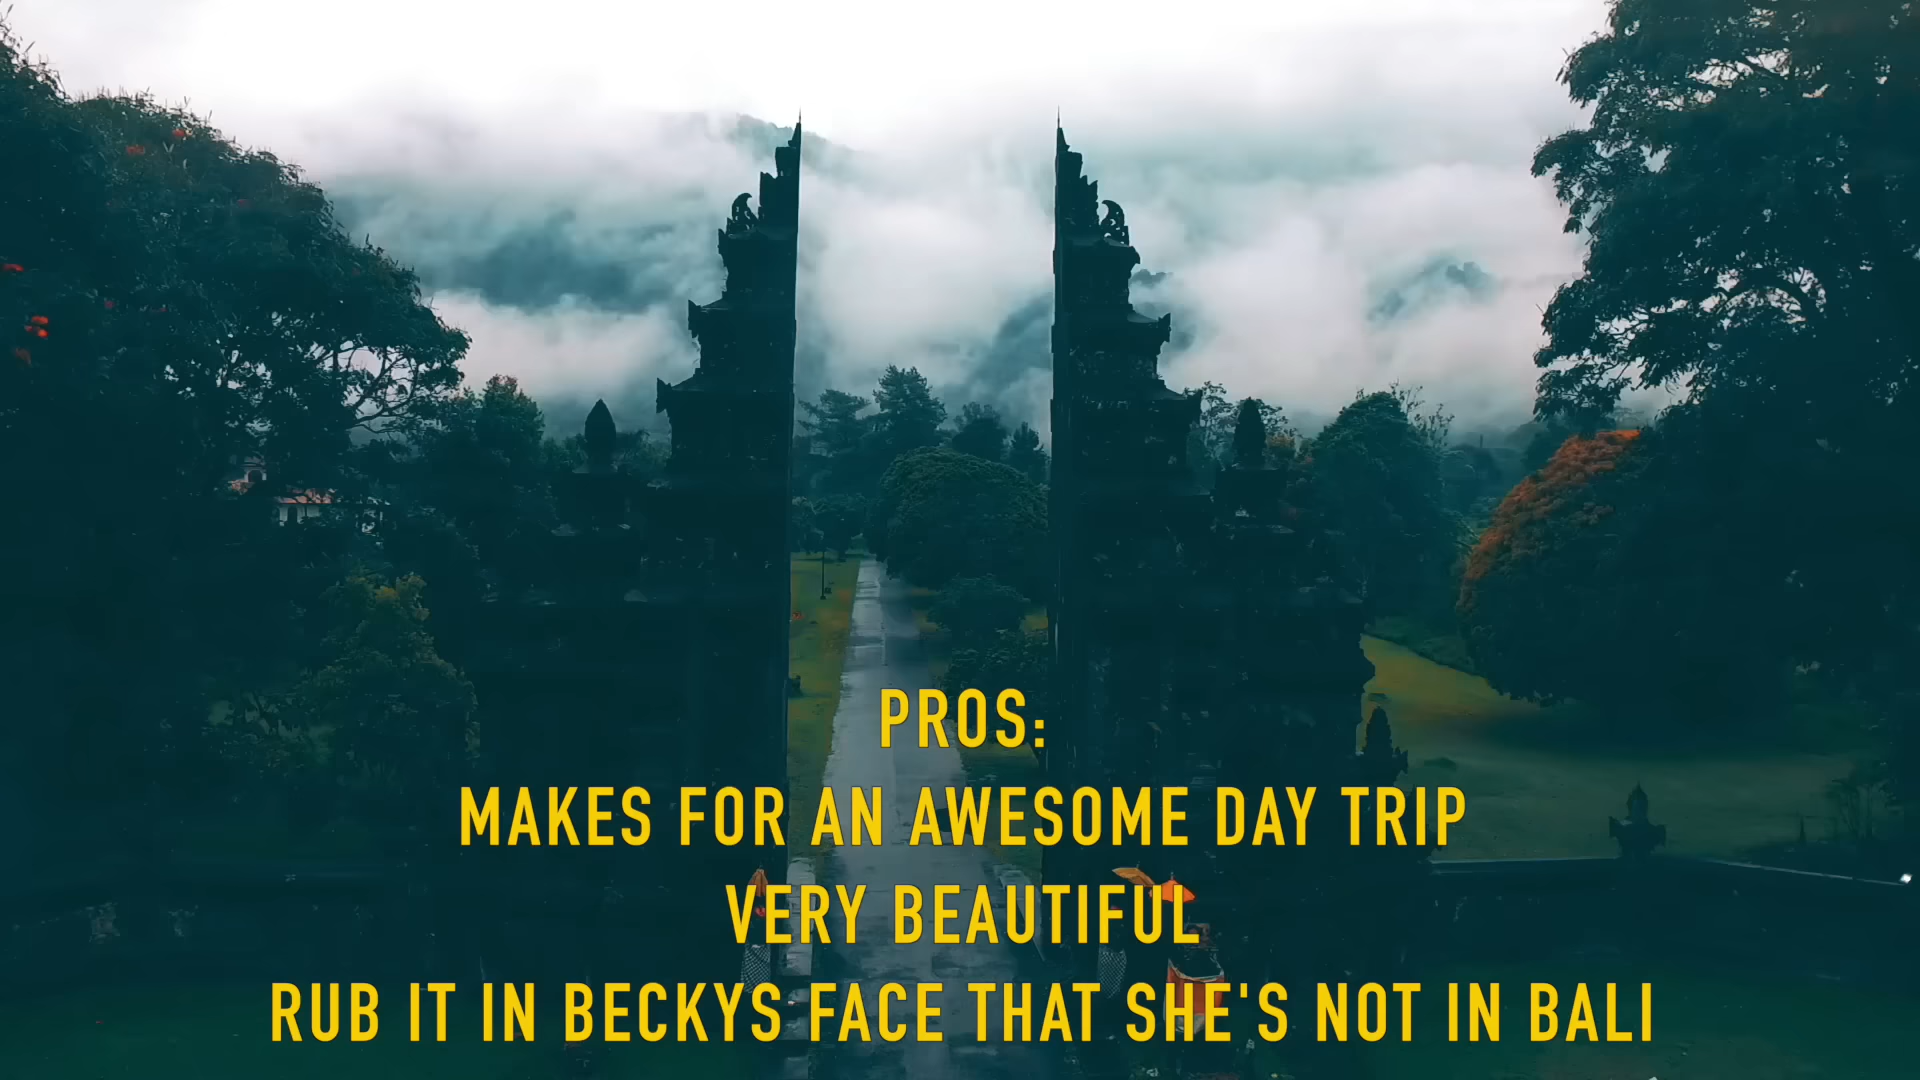 PROS:
MAKES FOR AN AWESOME DAY TRIP
VERY BEAUTIFUL
RUB IT IN BECKYS FACE THAT SHE'S NOT IN BALI